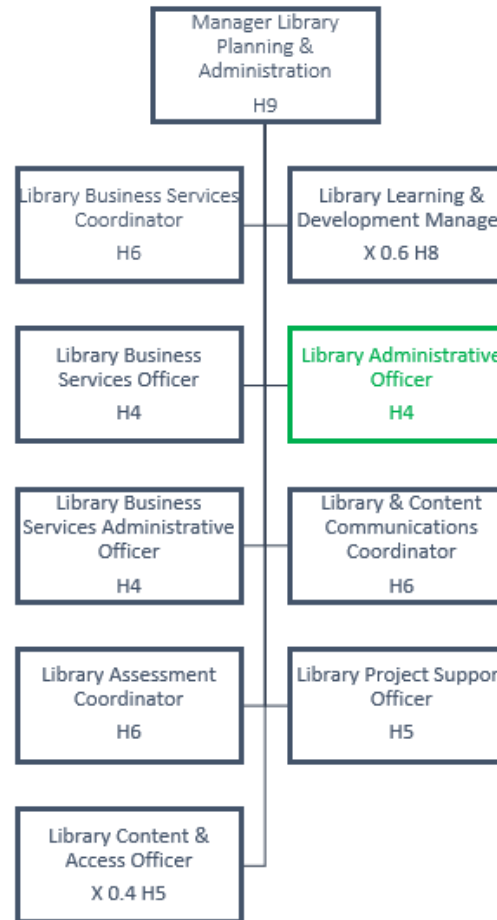 Manager Library
Planning &
Administration
H9
Library Business Services
Coordinator
H6
Library Learning &
Development Manage
X 0.6 H8
Library Business
Services Officer
H4
Library Administrative
Officer
H4
Library Business
Services Administrative
Officer
H4
Library & Content
Communications
Coordinator
H6
Library Assessment
Coordinator
H6
Library Project Suppor
Officer
H5
Library Content &
Access Officer
X 0.4 H5